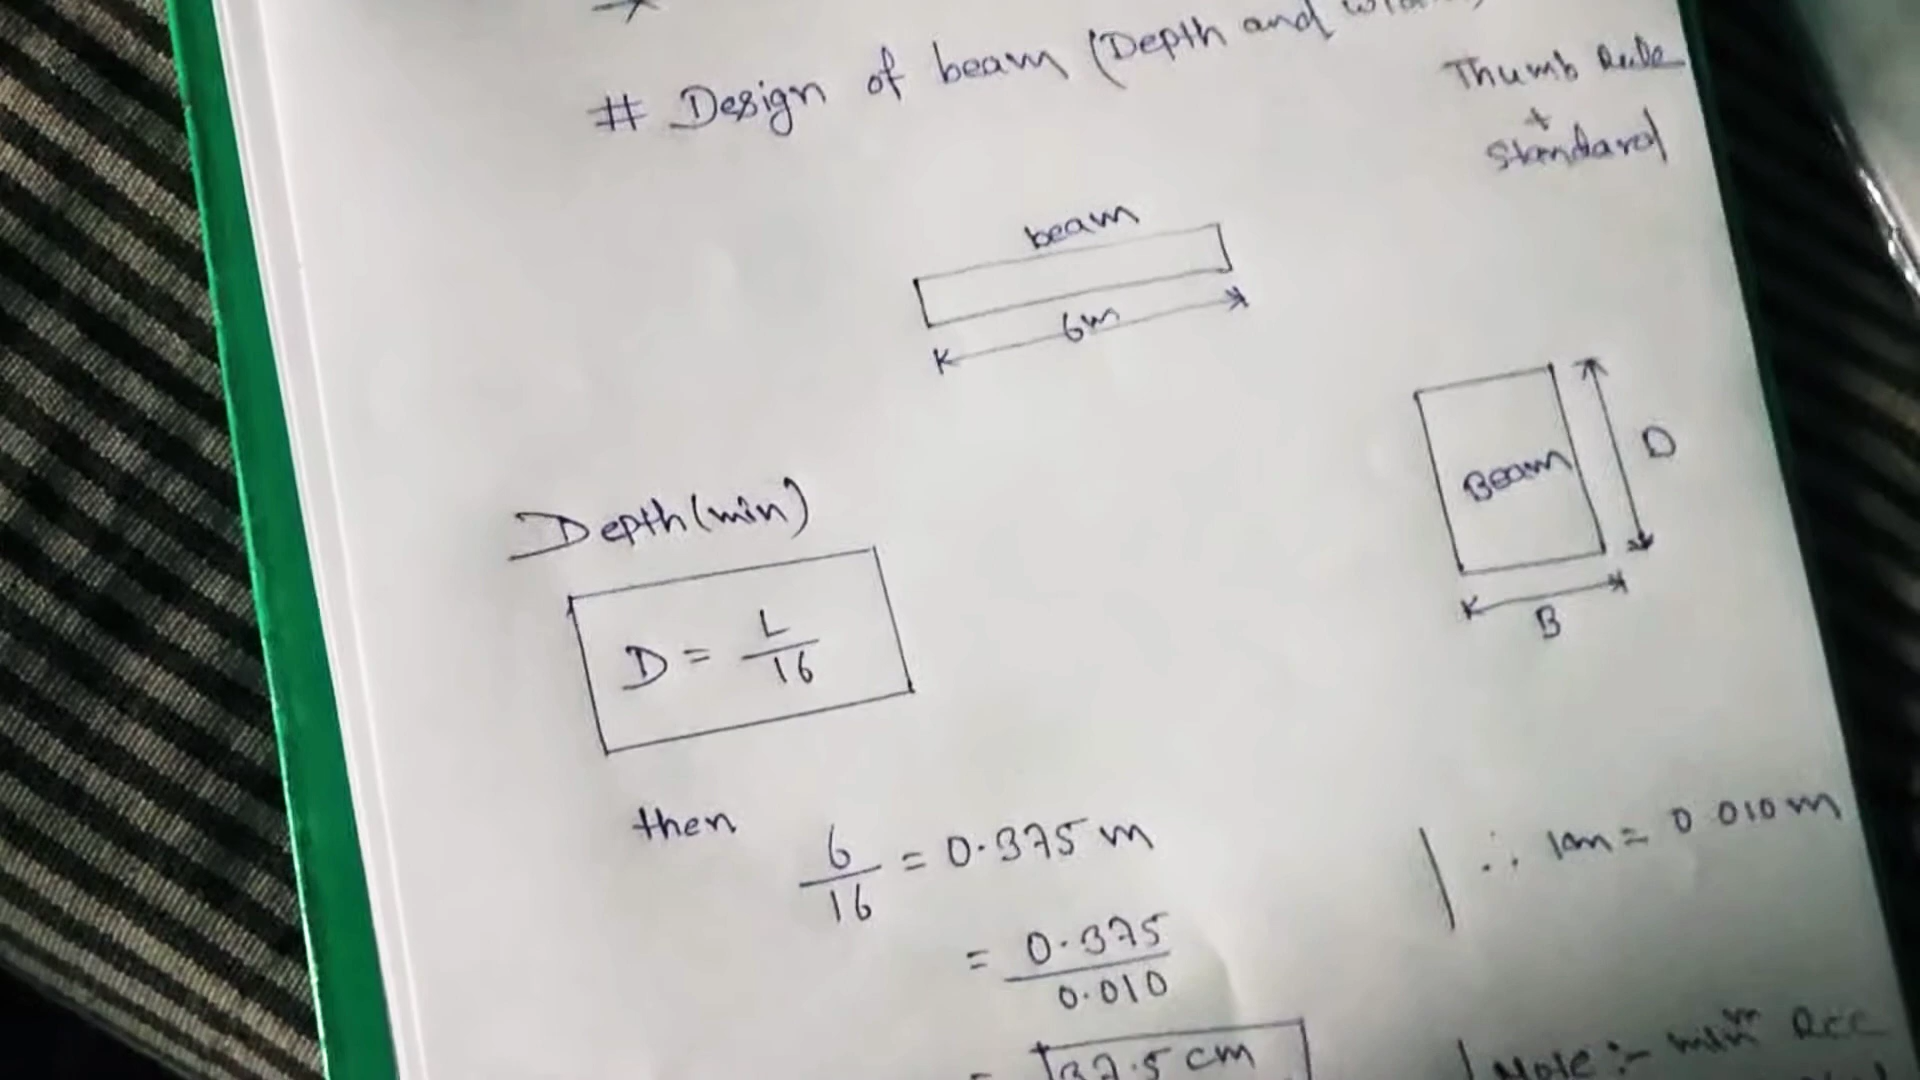 # Design of beam (Depth and
Thumb Rule
+
Standard
beam
6m
Beam
D
B
Depth(min)
D = L/16
then
6/16 = 0.375 m
∴ 1cm = 0.010 m
= 0.375/0.010
= 37.5 cm
Note :- minm RCC